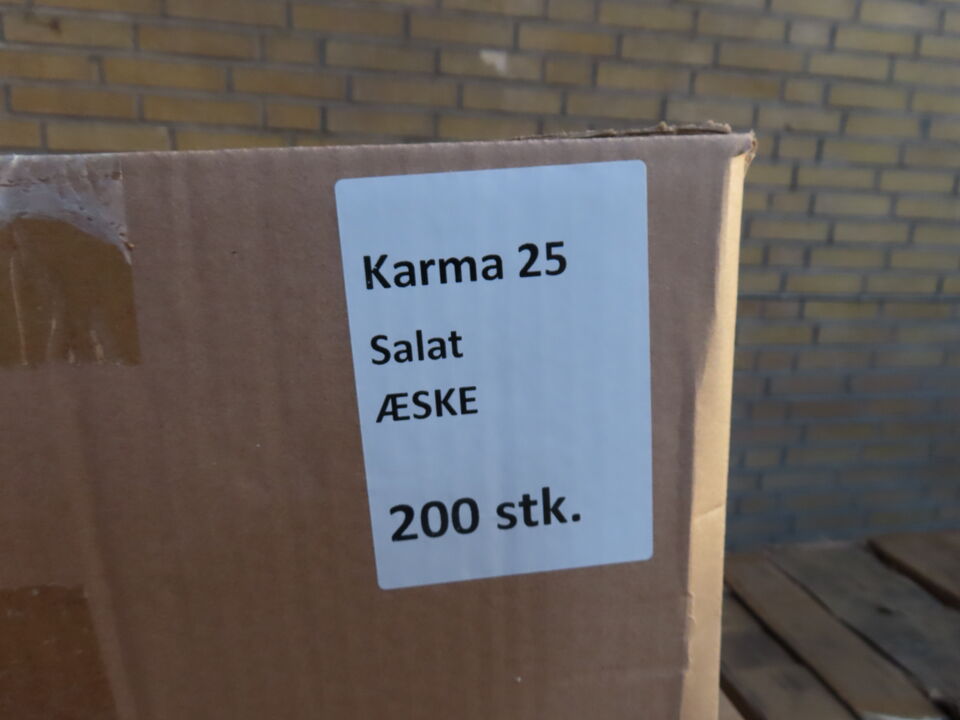 Karma 25
Salat
ÆSKE
200 stk.